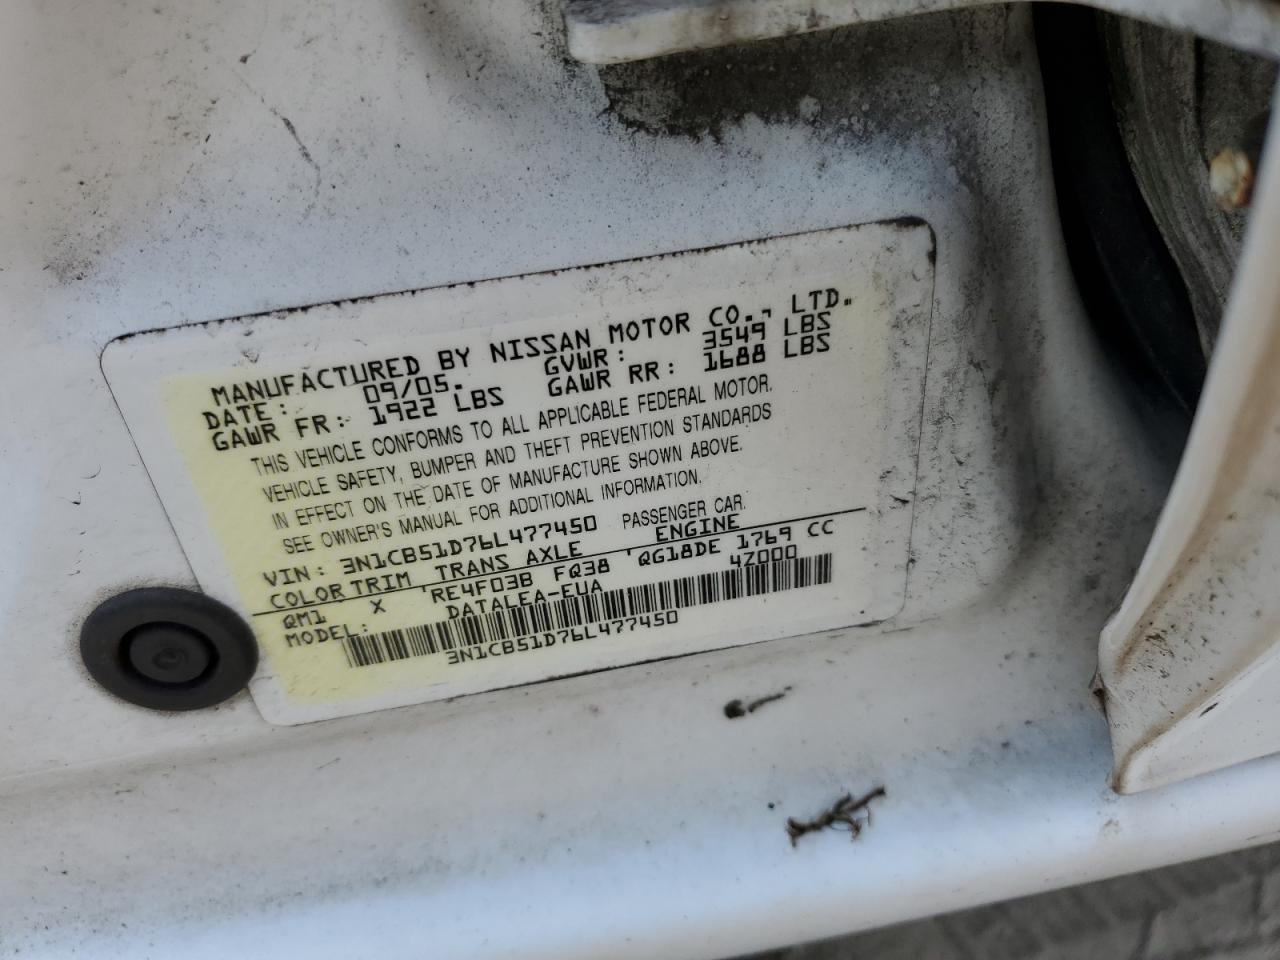 MANUFACTURED BY NISSAN MOTOR CO., LTD.
DATE: 09/05. GVWR: 3549 LBS
GAWR FR: 1922 LBS GAWR RR: 1688 LBS
THIS VEHICLE CONFORMS TO ALL APPLICABLE FEDERAL MOTOR
VEHICLE SAFETY, BUMPER AND THEFT PREVENTION STANDARDS
IN EFFECT ON THE DATE OF MANUFACTURE SHOWN ABOVE.
SEE OWNER'S MANUAL FOR ADDITIONAL INFORMATION.
VIN: 3N1CB51D76L477450 PASSENGER CAR.
COLOR TRIM TRANS AXLE ENGINE
QM1 X RE4F03B FQ38 QG18DE 1769 CC
MODEL: DATALEA-EUA 4Z000
3N1CB51D76L477450